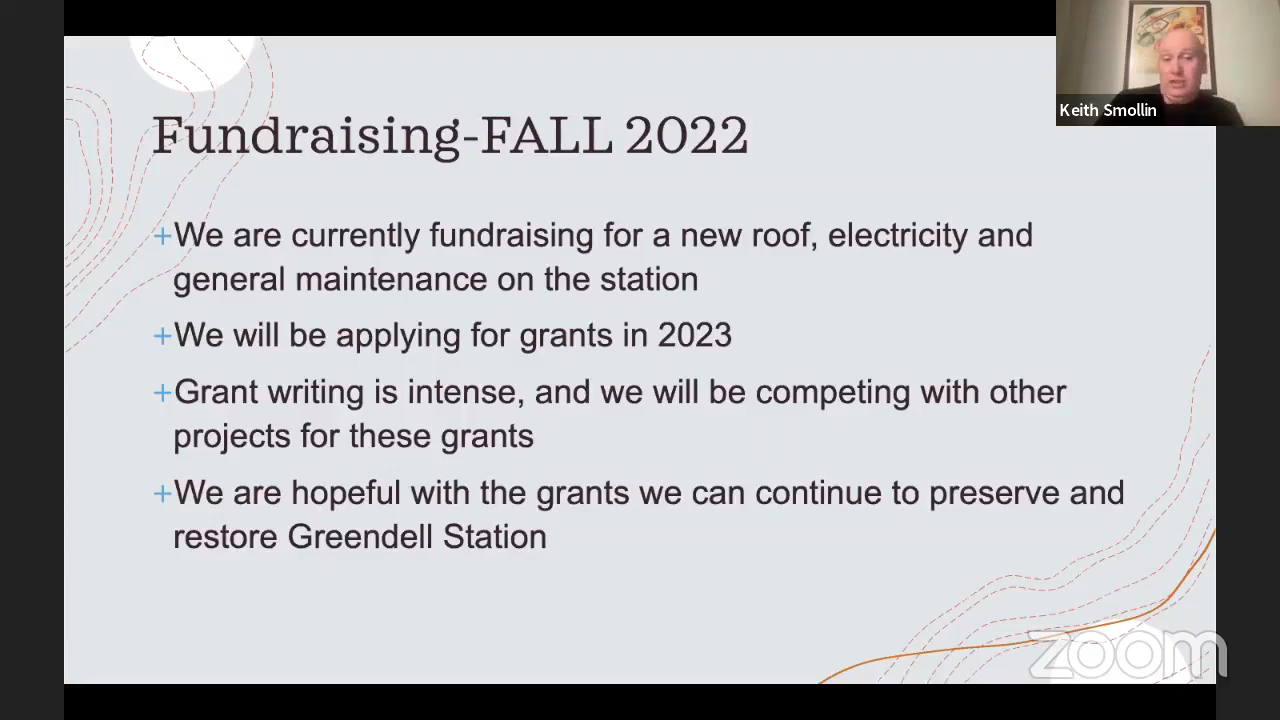 Keith Smollin
Fundraising-FALL 2022
+We are currently fundraising for a new roof, electricity and
general maintenance on the station
+We will be applying for grants in 2023
+Grant writing is intense, and we will be competing with other
projects for these grants
+We are hopeful with the grants we can continue to preserve and
restore Greendell Station
zoom